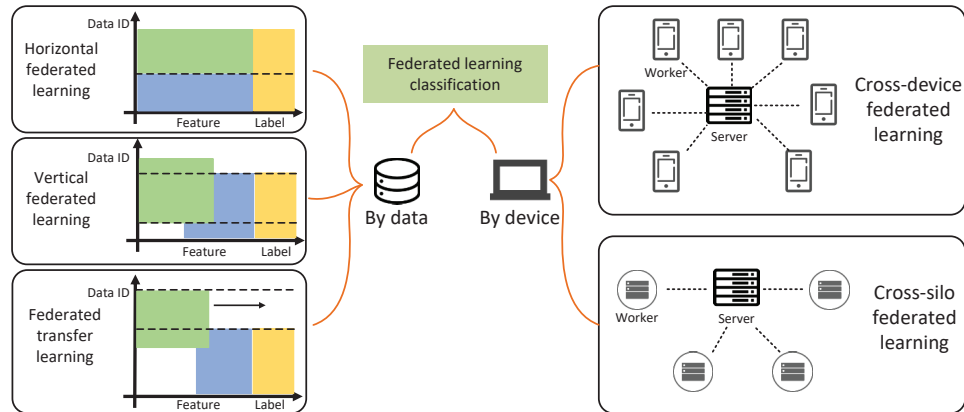 Data ID
Horizontal
federated
learning
Feature
Label
Data ID
Vertical
federated
learning
Feature
Label
Data ID
Federated
transfer
learning
Feature
Label
Federated learning
classification
By data
By device
Worker
Server
Cross-device
federated
learning
Worker
Server
Cross-silo
federated
learning